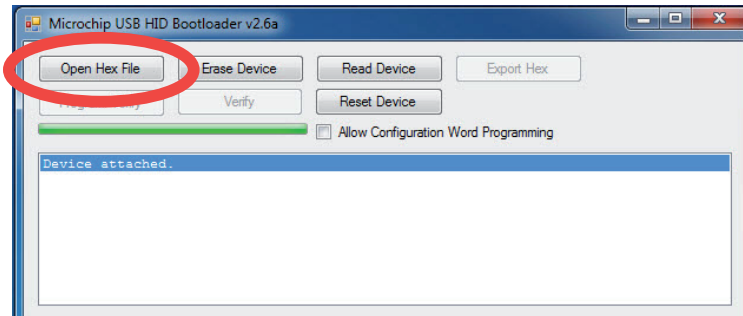 Microchip USB HID Bootloader v2.6a
Open Hex File Erase Device Read Device Export Hex
Verify Reset Device
Allow Configuration Word Programming
Device attached.